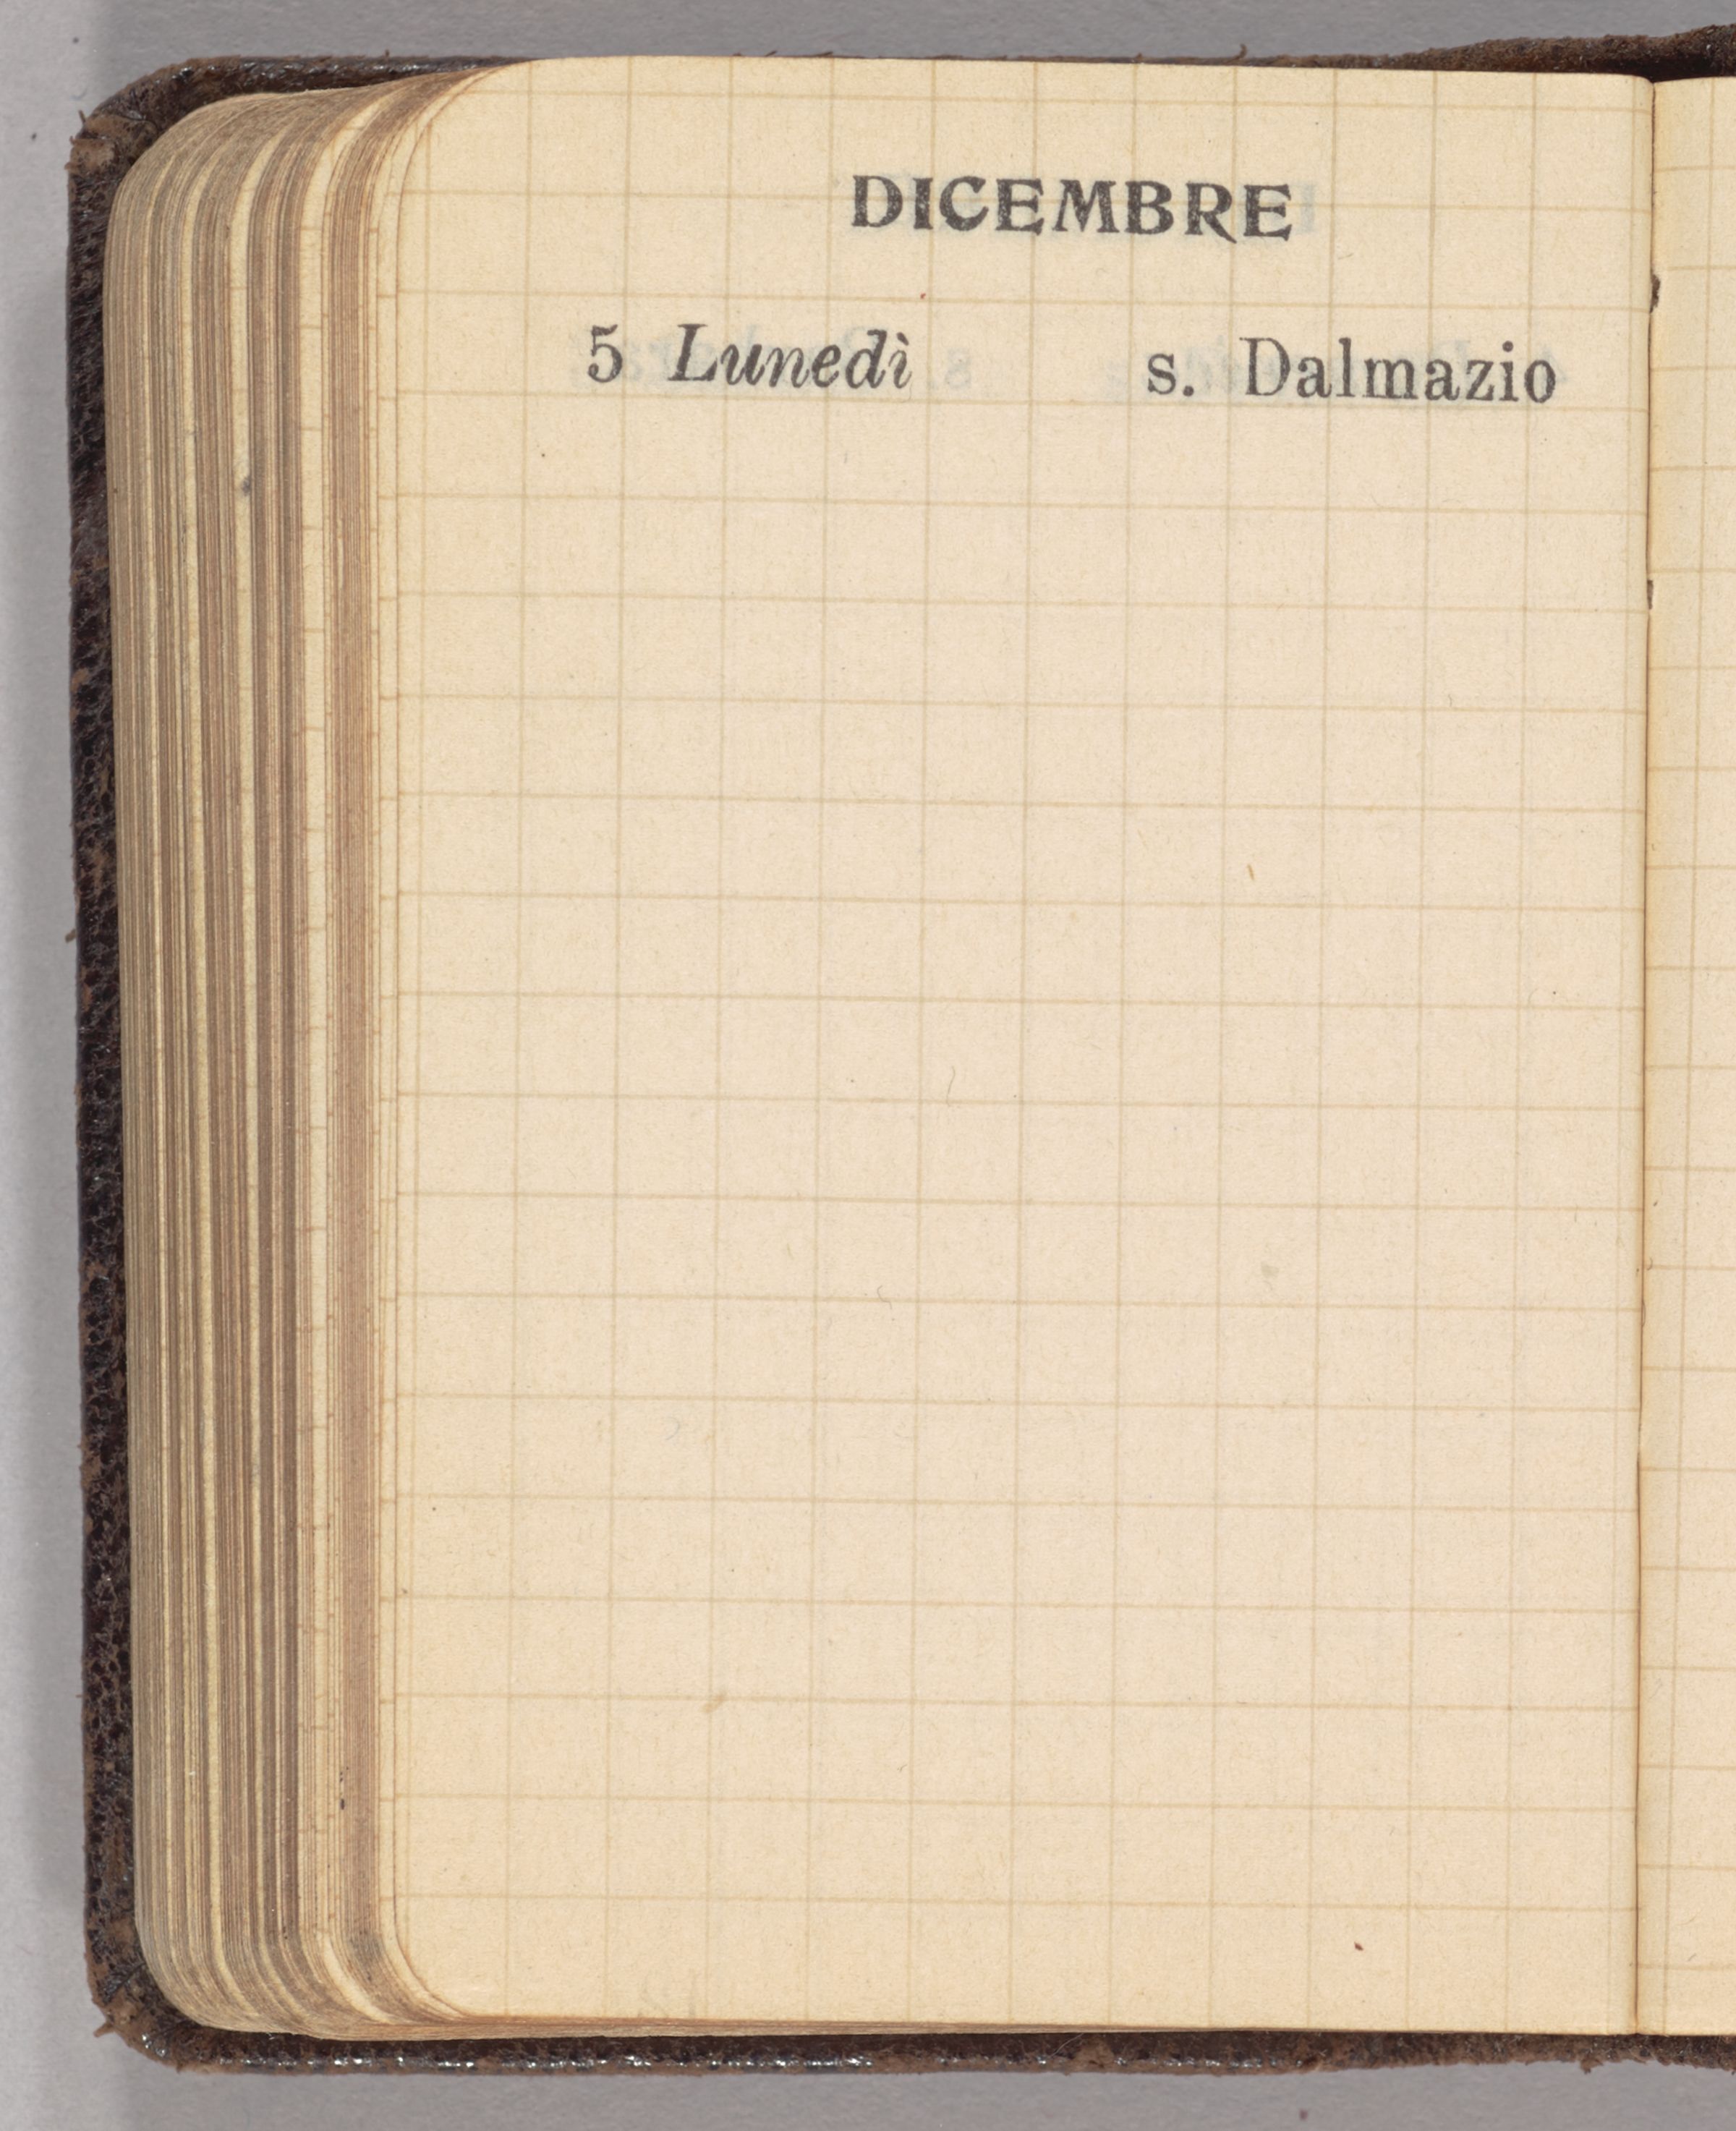 DICEMBRE
5 Lunedì s. Dalmazio